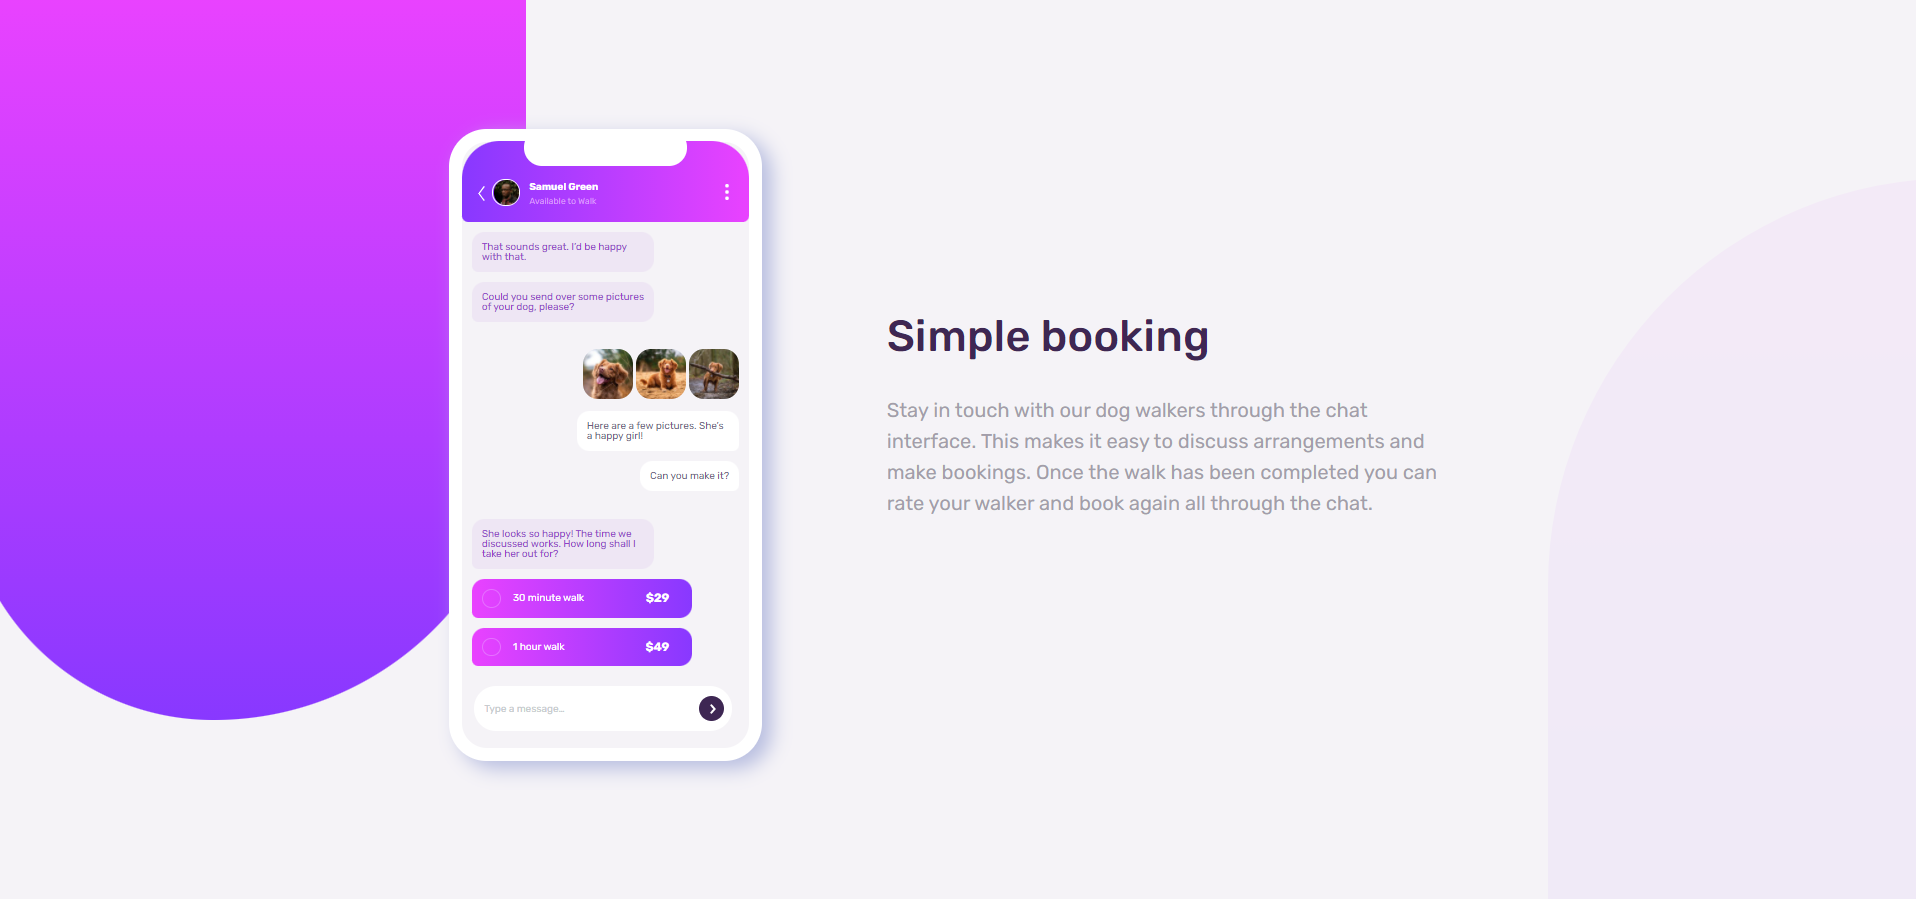 Samuel Green
Available to Walk
That sounds great. I'd be happy
with that.
Could you send over some pictures
of your dog, please?
Here are a few pictures. She's
a happy girl!
Can you make it?
She looks so happy! The time we
discussed works. How long shall I
take her out for?
30 minute walk $29
1 hour walk $49
Type a message...
Simple booking
Stay in touch with our dog walkers through the chat
interface. This makes it easy to discuss arrangements and
make bookings. Once the walk has been completed you can
rate your walker and book again all through the chat.